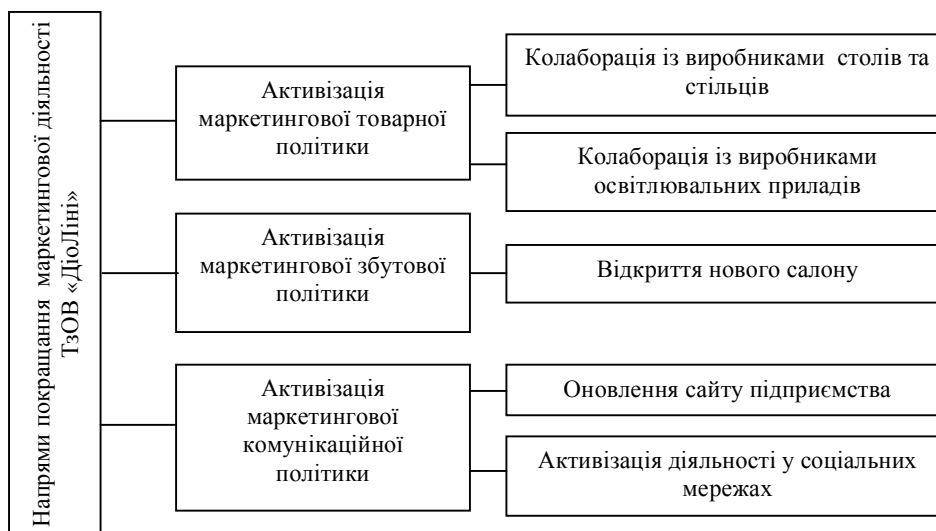 Напрями покращання маркетингової діяльності
ТзОВ «ДіоЛіні»
Активізація
маркетингової товарної
політики
Колаборація із виробниками столів та
стільців
Колаборація із виробниками
освітлювальних приладів
Активізація
маркетингової збутової
політики
Відкриття нового салону
Активізація
маркетингової
комунікаційної
політики
Оновлення сайту підприємства
Активізація діяльності у соціальних
мережах